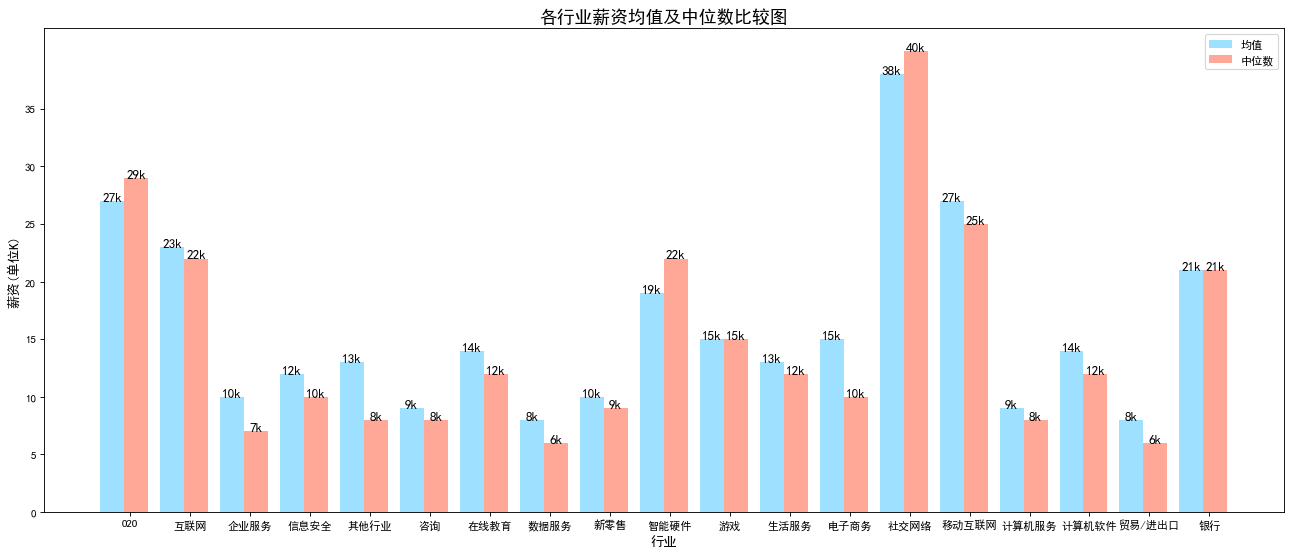 各行业薪资均值及中位数比较图
均值
中位数
薪资(单位K)
35
30
25
20
15
10
5
0
27k 29k
23k 22k
10k 7k
12k 10k
13k 8k
9k 8k
14k 12k
8k 6k
10k 9k
19k 22k
15k 15k
13k 12k
15k 10k
38k 40k
27k 25k
9k 8k
14k 12k
8k 6k
21k 21k
O2O 互联网 企业服务 信息安全 其他行业 咨询 在线教育 数据服务 新零售 智能硬件 游戏 生活服务 电子商务 社交网络 移动互联网 计算机服务 计算机软件 贸易/进出口 银行
行业